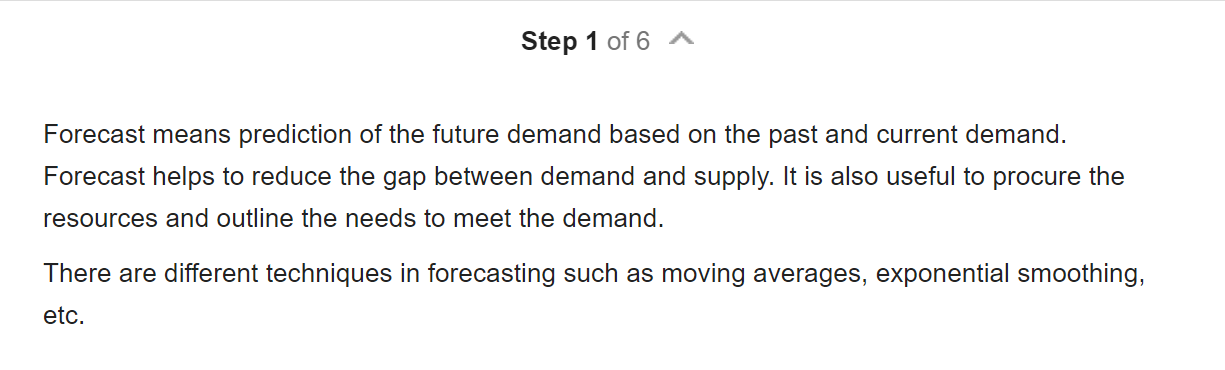 Step 1 of 6
Forecast means prediction of the future demand based on the past and current demand.
Forecast helps to reduce the gap between demand and supply. It is also useful to procure the
resources and outline the needs to meet the demand.
There are different techniques in forecasting such as moving averages, exponential smoothing,
etc.